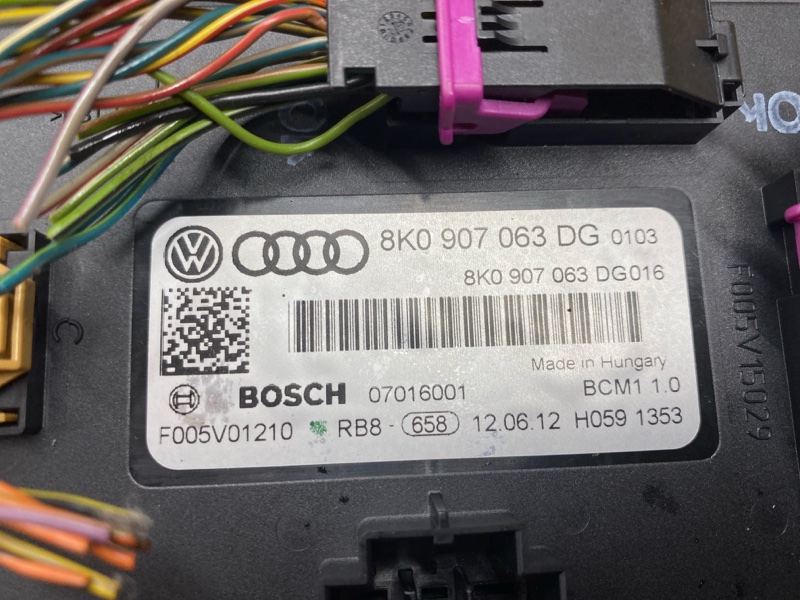 8K0 907 063 DG 0103
8K0 907 063 DG016
Made in Hungary
BOSCH 07016001 BCM1 1.0
F005V01210 RB8 - 658 12.06.12 H059 1353
F005V15029
C
OK